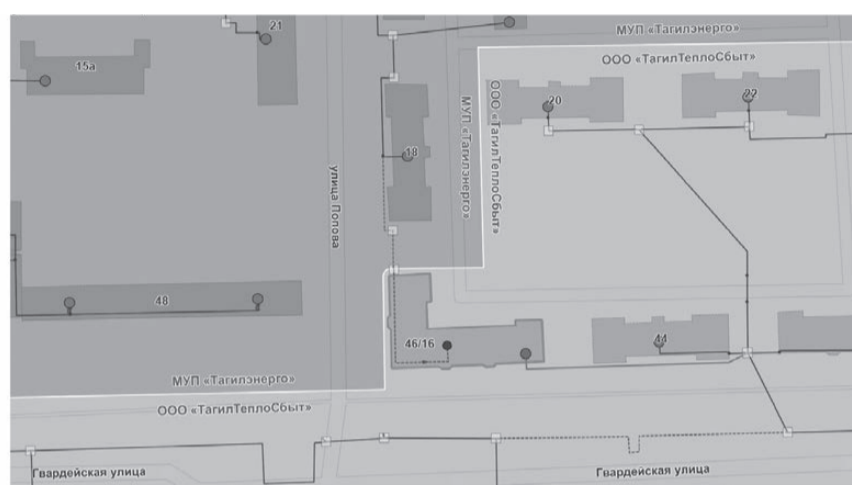 21
МУП «Тагилэнерго»
ООО «ТагилТеплоСбыт»
15а
20
22
МУП «Тагилэнерго»
ООО «ТагилТеплоСбыт»
18
улица Попова
48
46/16
44
МУП «Тагилэнерго»
ООО «ТагилТеплоСбыт»
Гвардейская улица
Гвардейская улица